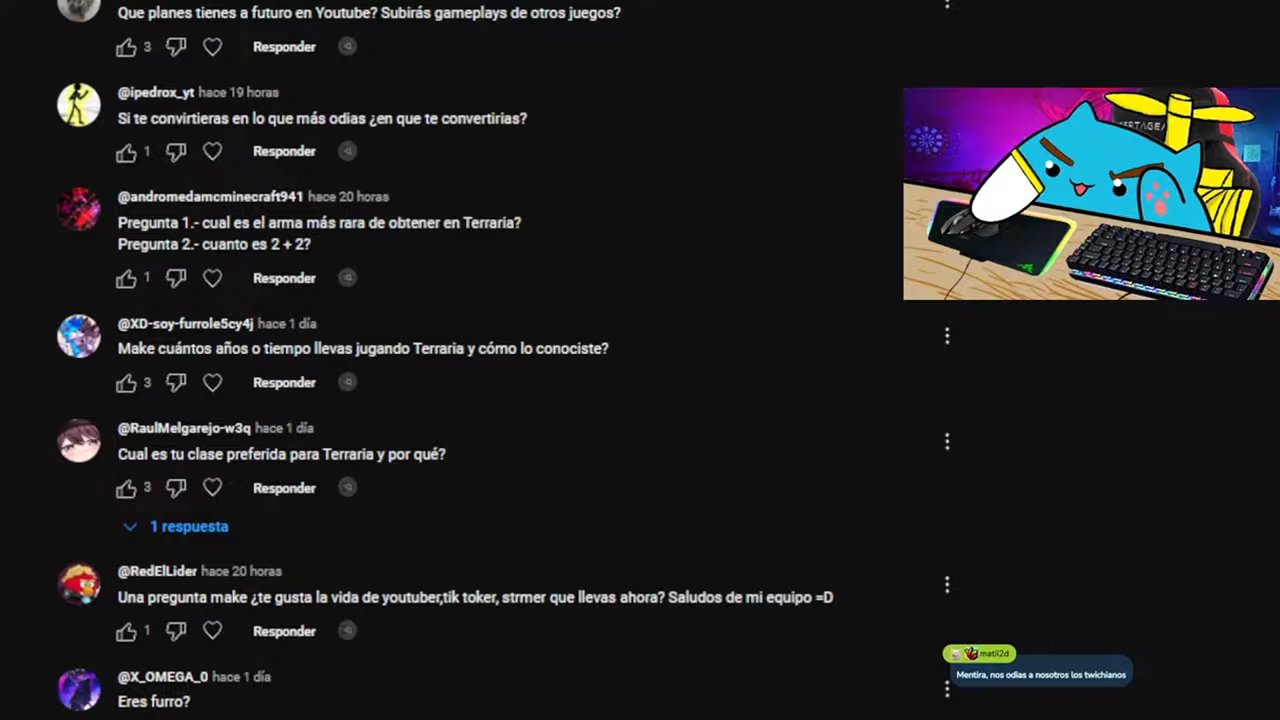 Que planes tienes a futuro en Youtube? Subirás gameplays de otros juegos?
3 Responder
@ipedrox_yt hace 19 horas
Si te convirtieras en lo que más odias ¿en que te convertirias?
1 Responder
@andromedamcminecraft941 hace 20 horas
Pregunta 1.- cual es el arma más rara de obtener en Terraria?
Pregunta 2.- cuanto es 2 + 2?
1 Responder
@XD-soy-furrole5cy4j hace 1 día
Make cuántos años o tiempo llevas jugando Terraria y cómo lo conociste?
3 Responder
@RaulMelgarejo-w3q hace 1 día
Cual es tu clase preferida para Terraria y por qué?
3 Responder
1 respuesta
@RedElLider hace 20 horas
Una pregunta make ¿te gusta la vida de youtuber,tik toker, strmer que llevas ahora? Saludos de mi equipo =D
1 Responder
matii2d
Mentira, nos odias a nosotros los twichianos
@X_OMEGA_0 hace 1 día
Eres furro?